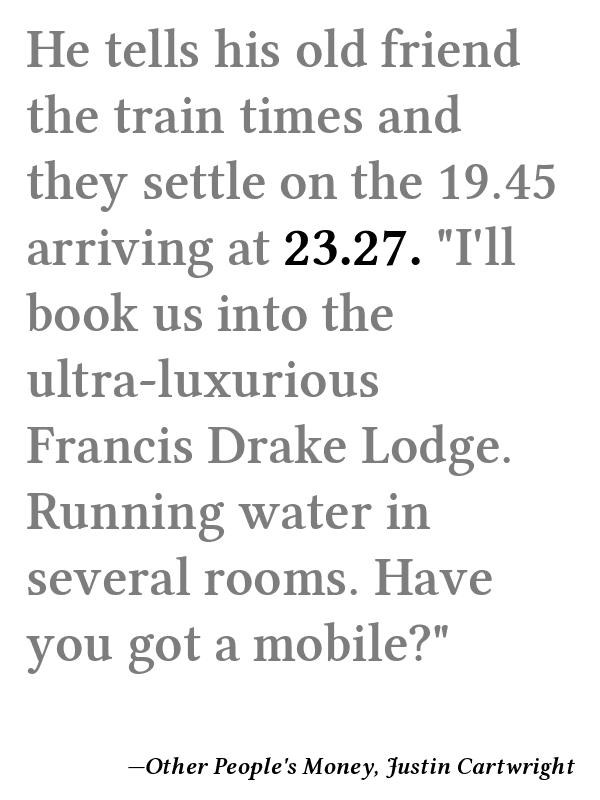 He tells his old friend
the train times and
they settle on the 19.45
arriving at 23.27. "I'll
book us into the
ultra-luxurious
Francis Drake Lodge.
Running water in
several rooms. Have
you got a mobile?"
—Other People's Money, Justin Cartwright